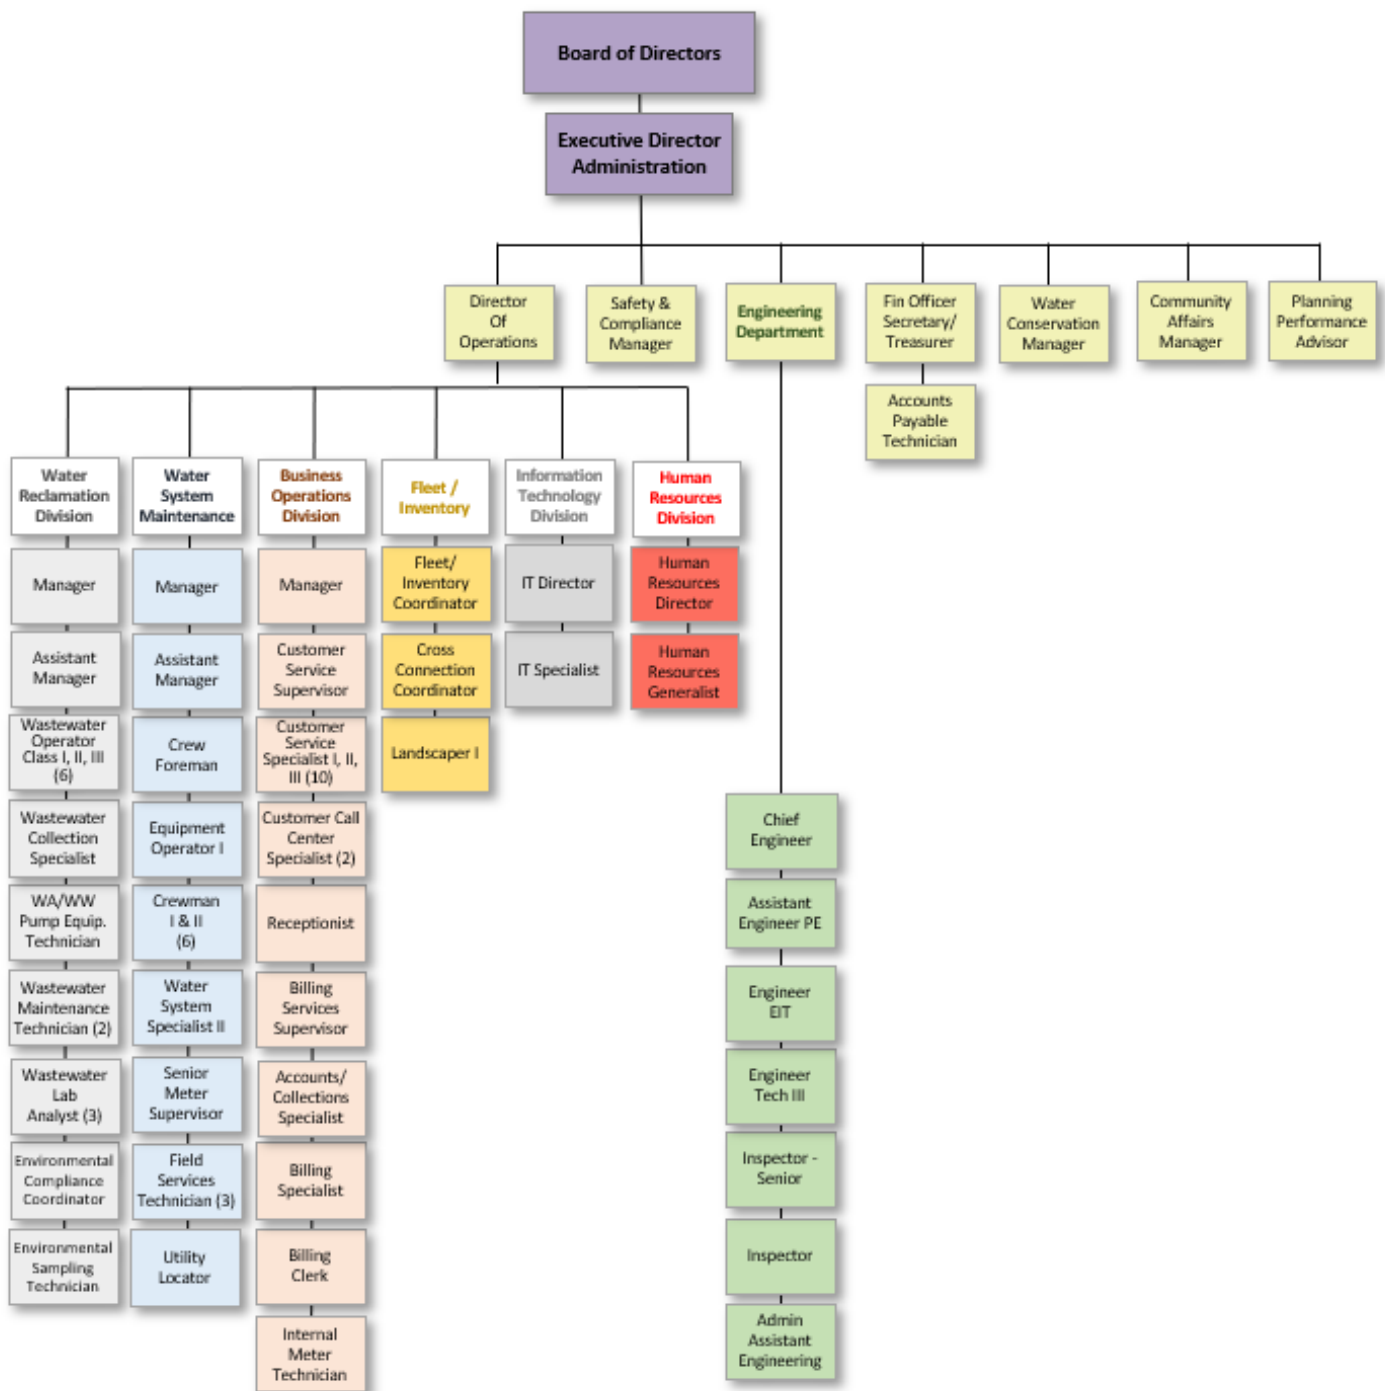 Board of Directors
Executive Director
Administration
Director
Of
Operations
Safety &
Compliance
Manager
Engineering
Department
Fin Officer
Secretary/
Treasurer
Water
Conservation
Manager
Community
Affairs
Manager
Planning
Performance
Advisor
Accounts
Payable
Technician
Water
Reclamation
Division
Manager
Assistant
Manager
Wastewater
Operator
Class I, II, III
(6)
Wastewater
Collection
Specialist
WA/WW
Pump Equip.
Technician
Wastewater
Maintenance
Technician (2)
Wastewater
Lab
Analyst (3)
Environmental
Compliance
Coordinator
Environmental
Sampling
Technician
Water
System
Maintenance
Manager
Assistant
Manager
Crew
Foreman
Equipment
Operator I
Crewman
I & II
(6)
Water
System
Specialist II
Senior
Meter
Supervisor
Field
Services
Technician (3)
Utility
Locator
Business
Operations
Division
Manager
Customer
Service
Supervisor
Customer
Service
Specialist I, II,
III (10)
Customer Call
Center
Specialist (2)
Receptionist
Billing
Services
Supervisor
Accounts/
Collections
Specialist
Billing
Specialist
Billing
Clerk
Internal
Meter
Technician
Fleet /
Inventory
Fleet/
Inventory
Coordinator
Cross
Connection
Coordinator
Landscaper I
Information
Technology
Division
IT Director
IT Specialist
Human
Resources
Division
Human
Resources
Director
Human
Resources
Generalist
Chief
Engineer
Assistant
Engineer PE
Engineer
EIT
Engineer
Tech III
Inspector -
Senior
Inspector
Admin
Assistant
Engineering